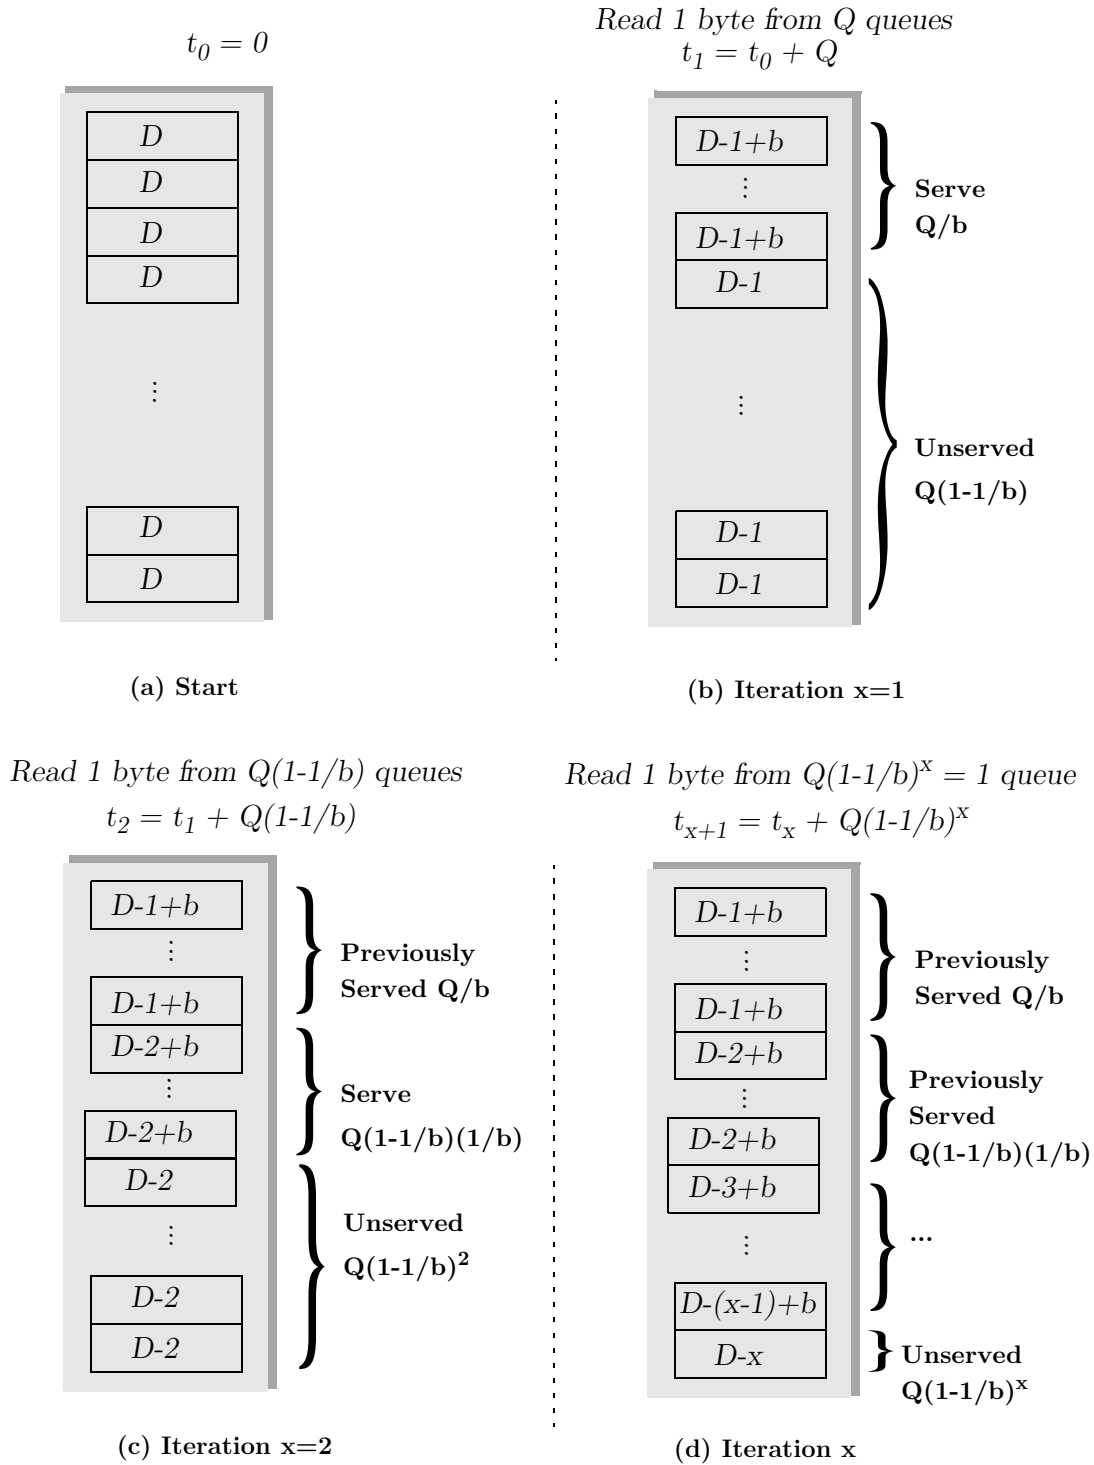 t₀ = 0
D
D
D
D
⋮
D
D
(a) Start
Read 1 byte from Q queues
t₁ = t₀ + Q
D-1+b
⋮
D-1+b
D-1
⋮
D-1
D-1
Serve
Q/b
Unserved
Q(1-1/b)
(b) Iteration x=1
Read 1 byte from Q(1-1/b) queues
t₂ = t₁ + Q(1-1/b)
D-1+b
⋮
D-1+b
D-2+b
⋮
D-2+b
D-2
⋮
D-2
D-2
Previously
Served Q/b
Serve
Q(1-1/b)(1/b)
Unserved
Q(1-1/b)²
(c) Iteration x=2
Read 1 byte from Q(1-1/b)ˣ = 1 queue
tₓ₊₁ = tₓ + Q(1-1/b)ˣ
D-1+b
⋮
D-1+b
D-2+b
⋮
D-2+b
D-3+b
⋮
D-(x-1)+b
D-x
Previously
Served Q/b
Previously
Served
Q(1-1/b)(1/b)
...
Unserved
Q(1-1/b)ˣ
(d) Iteration x